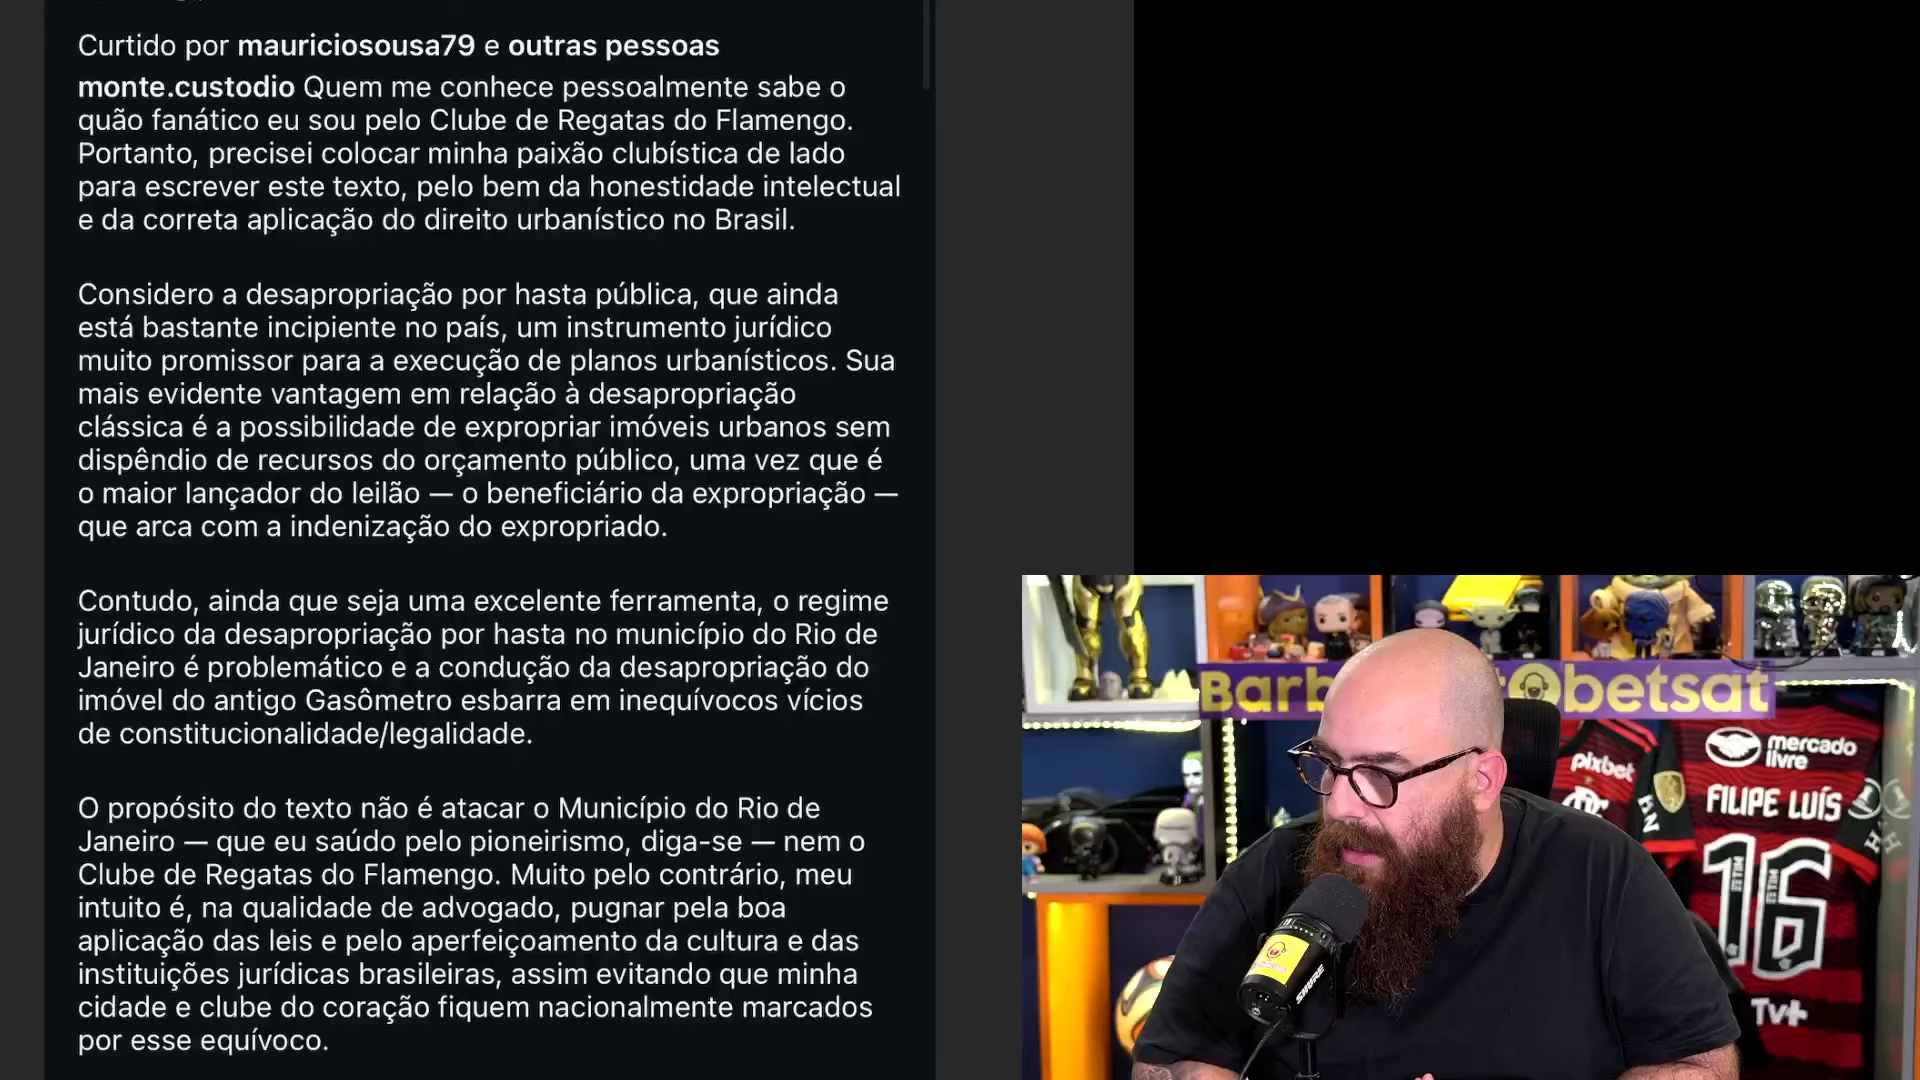 Curtido por mauriciosousa79 e outras pessoas
monte.custodio Quem me conhece pessoalmente sabe o
quão fanático eu sou pelo Clube de Regatas do Flamengo.
Portanto, precisei colocar minha paixão clubística de lado
para escrever este texto, pelo bem da honestidade intelectual
e da correta aplicação do direito urbanístico no Brasil.
Considero a desapropriação por hasta pública, que ainda
está bastante incipiente no país, um instrumento jurídico
muito promissor para a execução de planos urbanísticos. Sua
mais evidente vantagem em relação à desapropriação
clássica é a possibilidade de expropriar imóveis urbanos sem
dispêndio de recursos do orçamento público, uma vez que é
o maior lançador do leilão — o beneficiário da expropriação —
que arca com a indenização do expropriado.
Contudo, ainda que seja uma excelente ferramenta, o regime
jurídico da desapropriação por hasta no município do Rio de
Janeiro é problemático e a condução da desapropriação do
imóvel do antigo Gasômetro esbarra em inequívocos vícios
de constitucionalidade/legalidade.
O propósito do texto não é atacar o Município do Rio de
Janeiro — que eu saúdo pelo pioneirismo, diga-se — nem o
Clube de Regatas do Flamengo. Muito pelo contrário, meu
intuito é, na qualidade de advogado, pugnar pela boa
aplicação das leis e pelo aperfeiçoamento da cultura e das
instituições jurídicas brasileiras, assim evitando que minha
cidade e clube do coração fiquem nacionalmente marcados
por esse equívoco.
Barb
betsat
pixbet
mercado
livre
FILIPE LUÍS
16
Tv+
SHURE